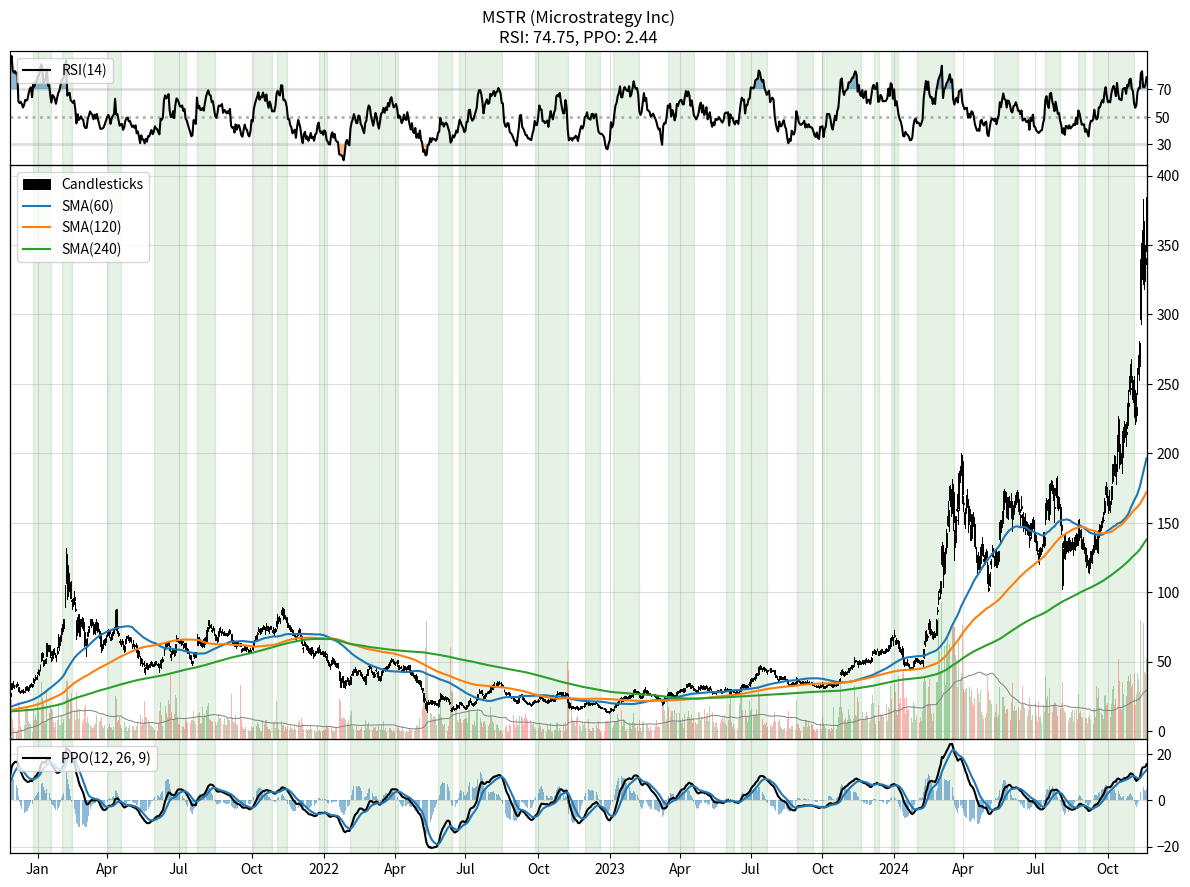 MSTR (Microstrategy Inc)
RSI: 74.75, PPO: 2.44
RSI(14)
70
50
30
Candlesticks
SMA(60)
SMA(120)
SMA(240)
400
350
300
250
200
150
100
50
0
PPO(12, 26, 9)
20
0
−20
Jan Apr Jul Oct 2022 Apr Jul Oct 2023 Apr Jul Oct 2024 Apr Jul Oct